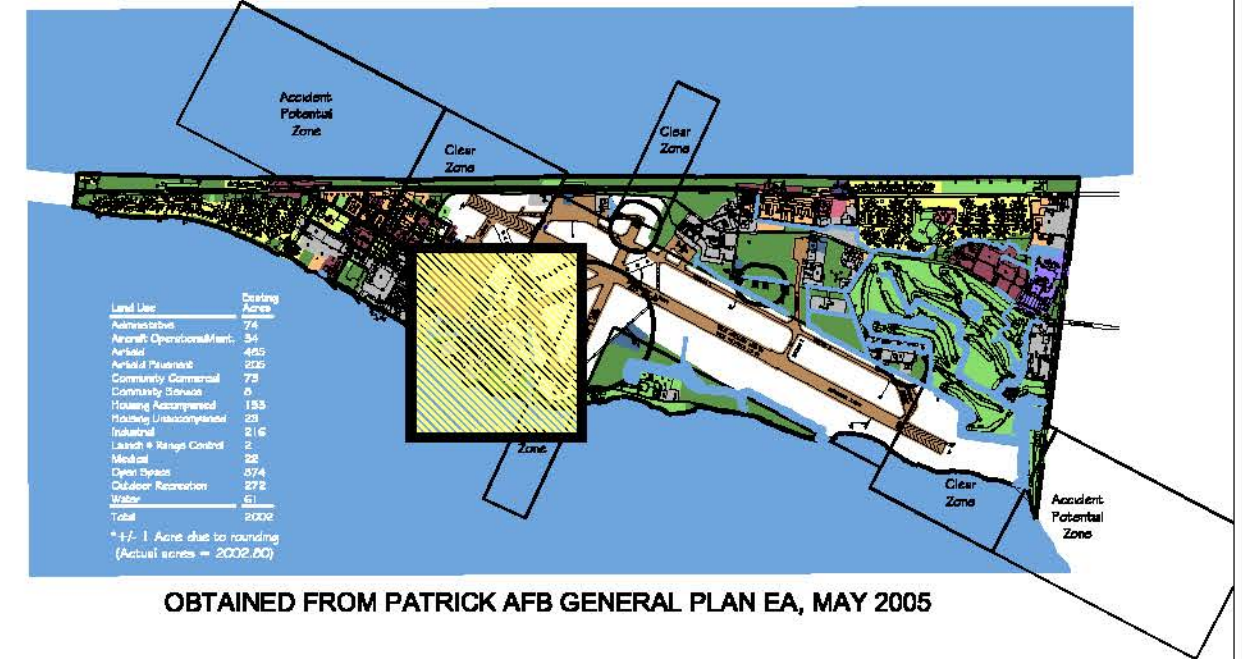 Accident
Potential
Zone
Clear
Zone
Clear
Zone
Land Use Existing Acres
Administrative 74
Aircraft Operations/Maint. 34
Airfield 485
Airfield Pavement 205
Community Commercial 73
Community Service 8
Housing Accompanied 153
Housing Unaccompanied 23
Industrial 216
Launch & Range Control 2
Medical 22
Open Space 374
Outdoor Recreation 272
Water 61
Total 2002
*+/- 1 Acre due to rounding
(Actual acres = 2002.80)
Zone
Clear
Zone
Accident
Potential
Zone
OBTAINED FROM PATRICK AFB GENERAL PLAN EA, MAY 2005